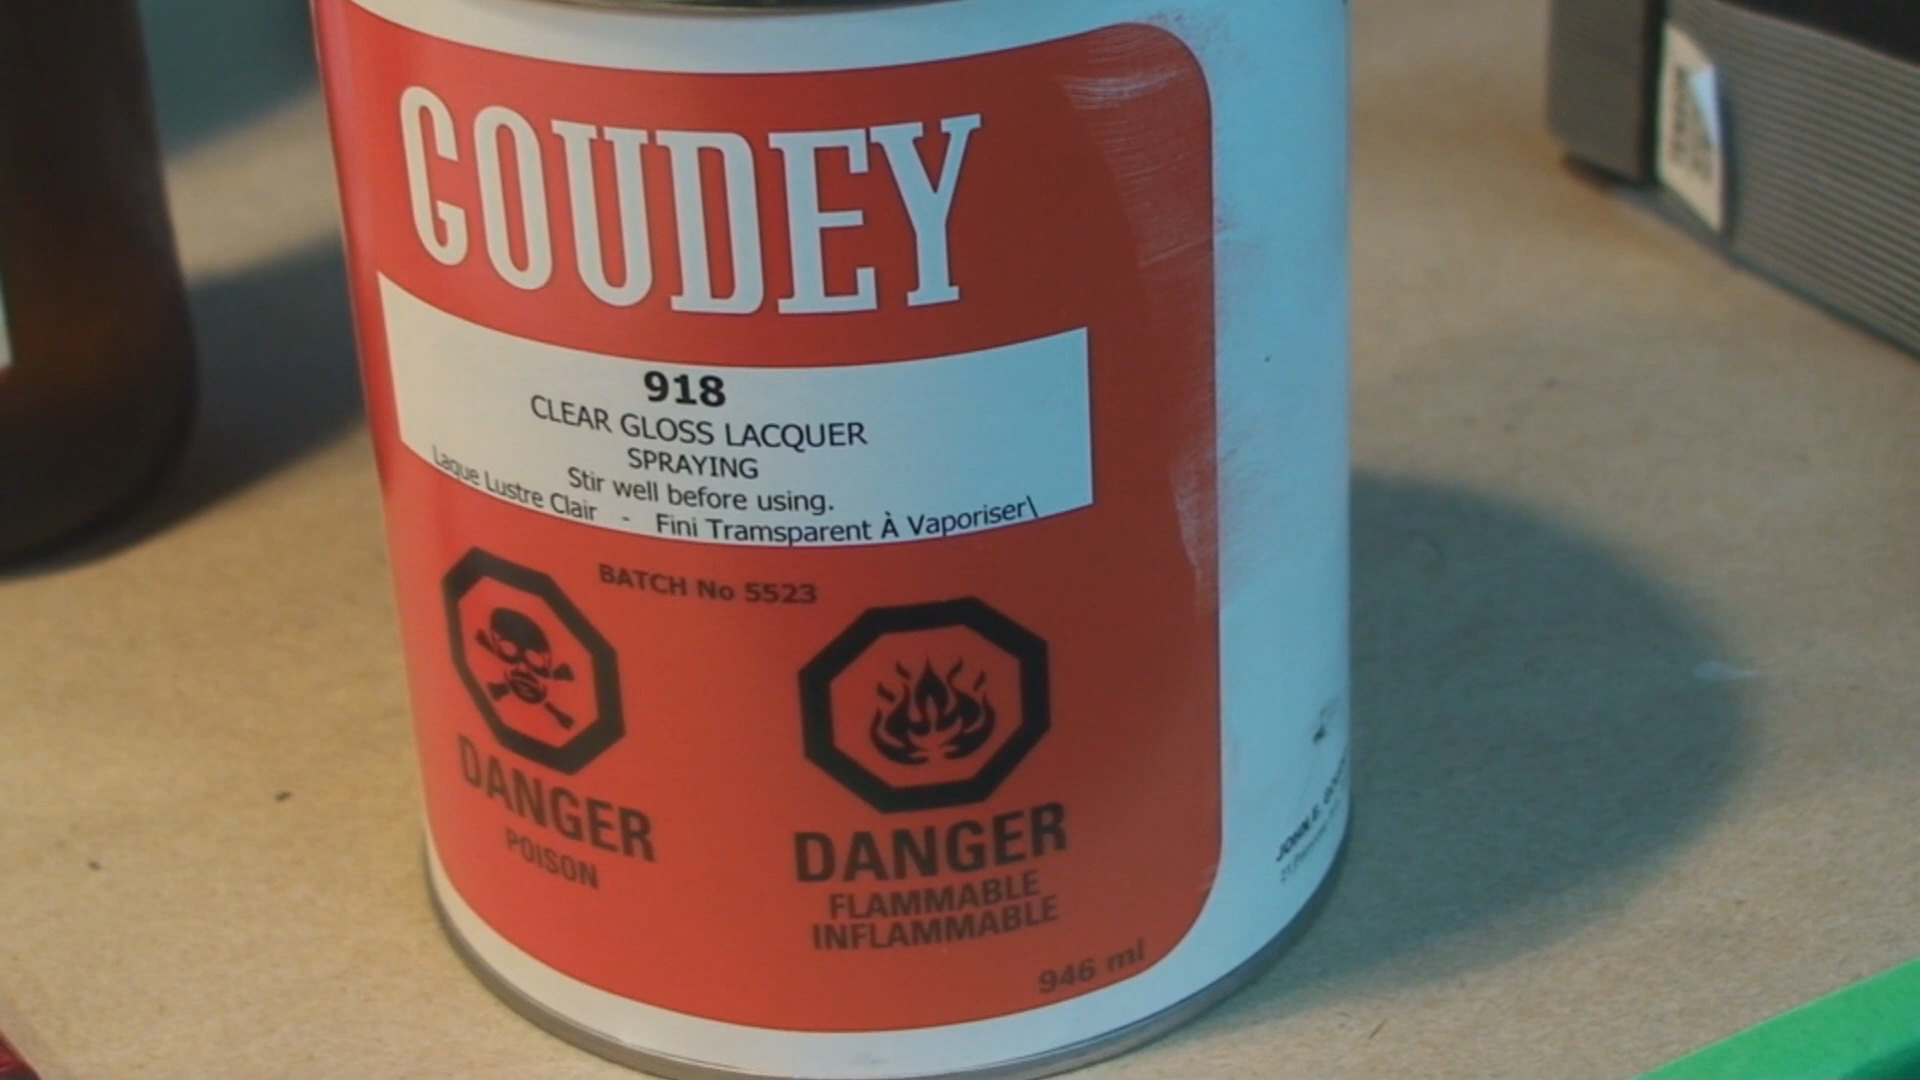 GOUDEY
918
CLEAR GLOSS LACQUER
SPRAYING
Stir well before using.
Laque Lustre Clair - Fini Tramsparent À Vaporiser\
BATCH No 5523
DANGER
POISON
DANGER
FLAMMABLE
INFLAMMABLE
946 ml
JOHN E.